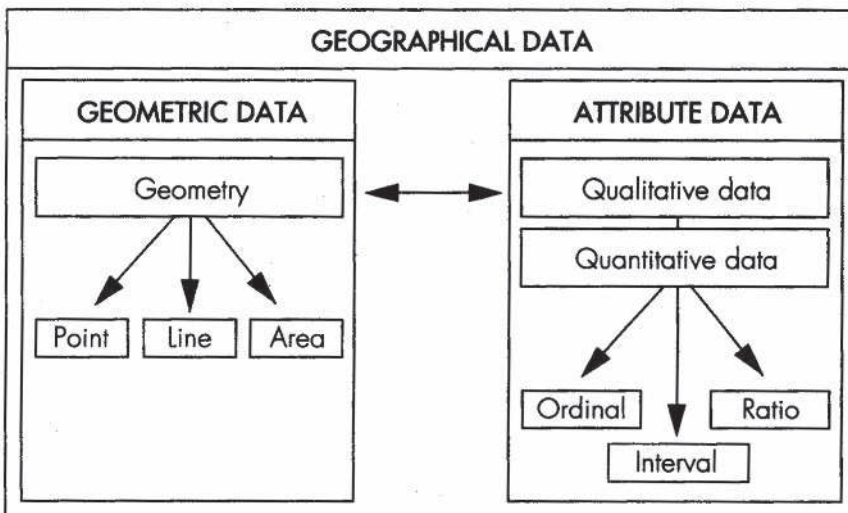 GEOGRAPHICAL DATA
GEOMETRIC DATA
Geometry
Point Line Area
ATTRIBUTE DATA
Qualitative data
Quantitative data
Ordinal Ratio
Interval